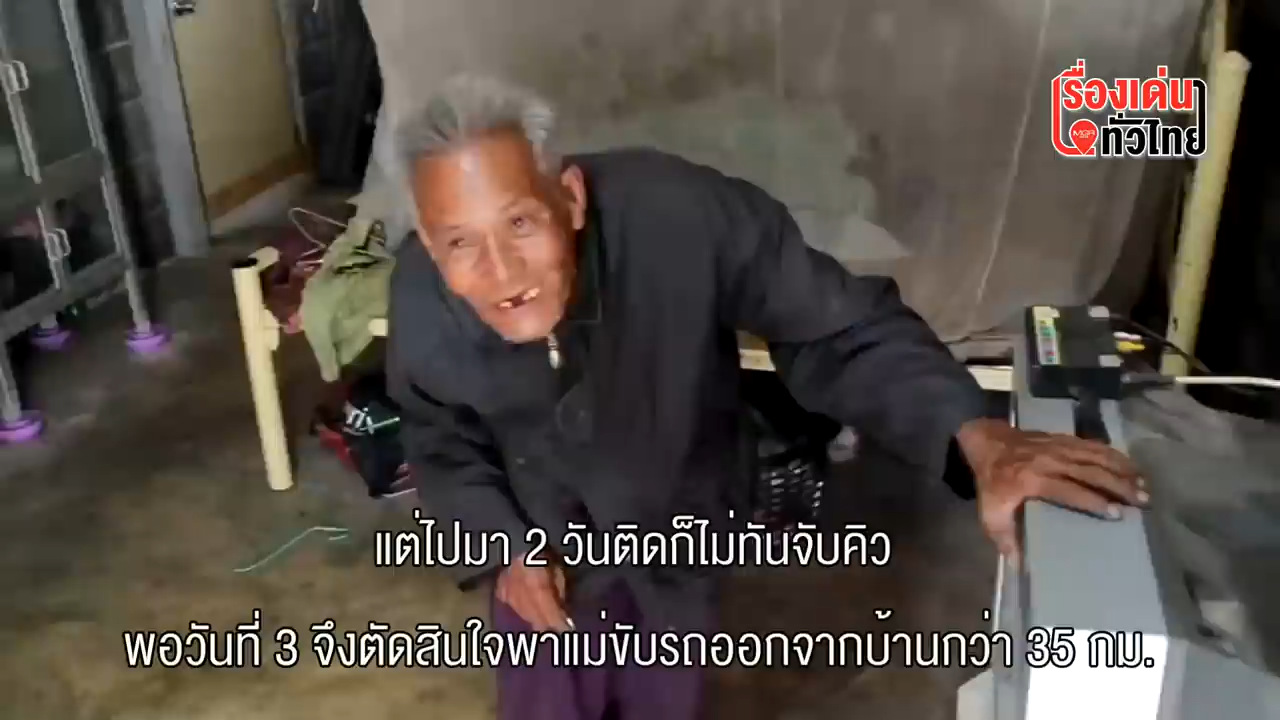 เรื่องเด่น
MGR
ทั่วไทย
แต่ไปมา 2 วันติดก็ไม่ทันจับคิว
พอวันที่ 3 จึงตัดสินใจพาแม่ขับรถออกจากบ้านกว่า 35 กม.